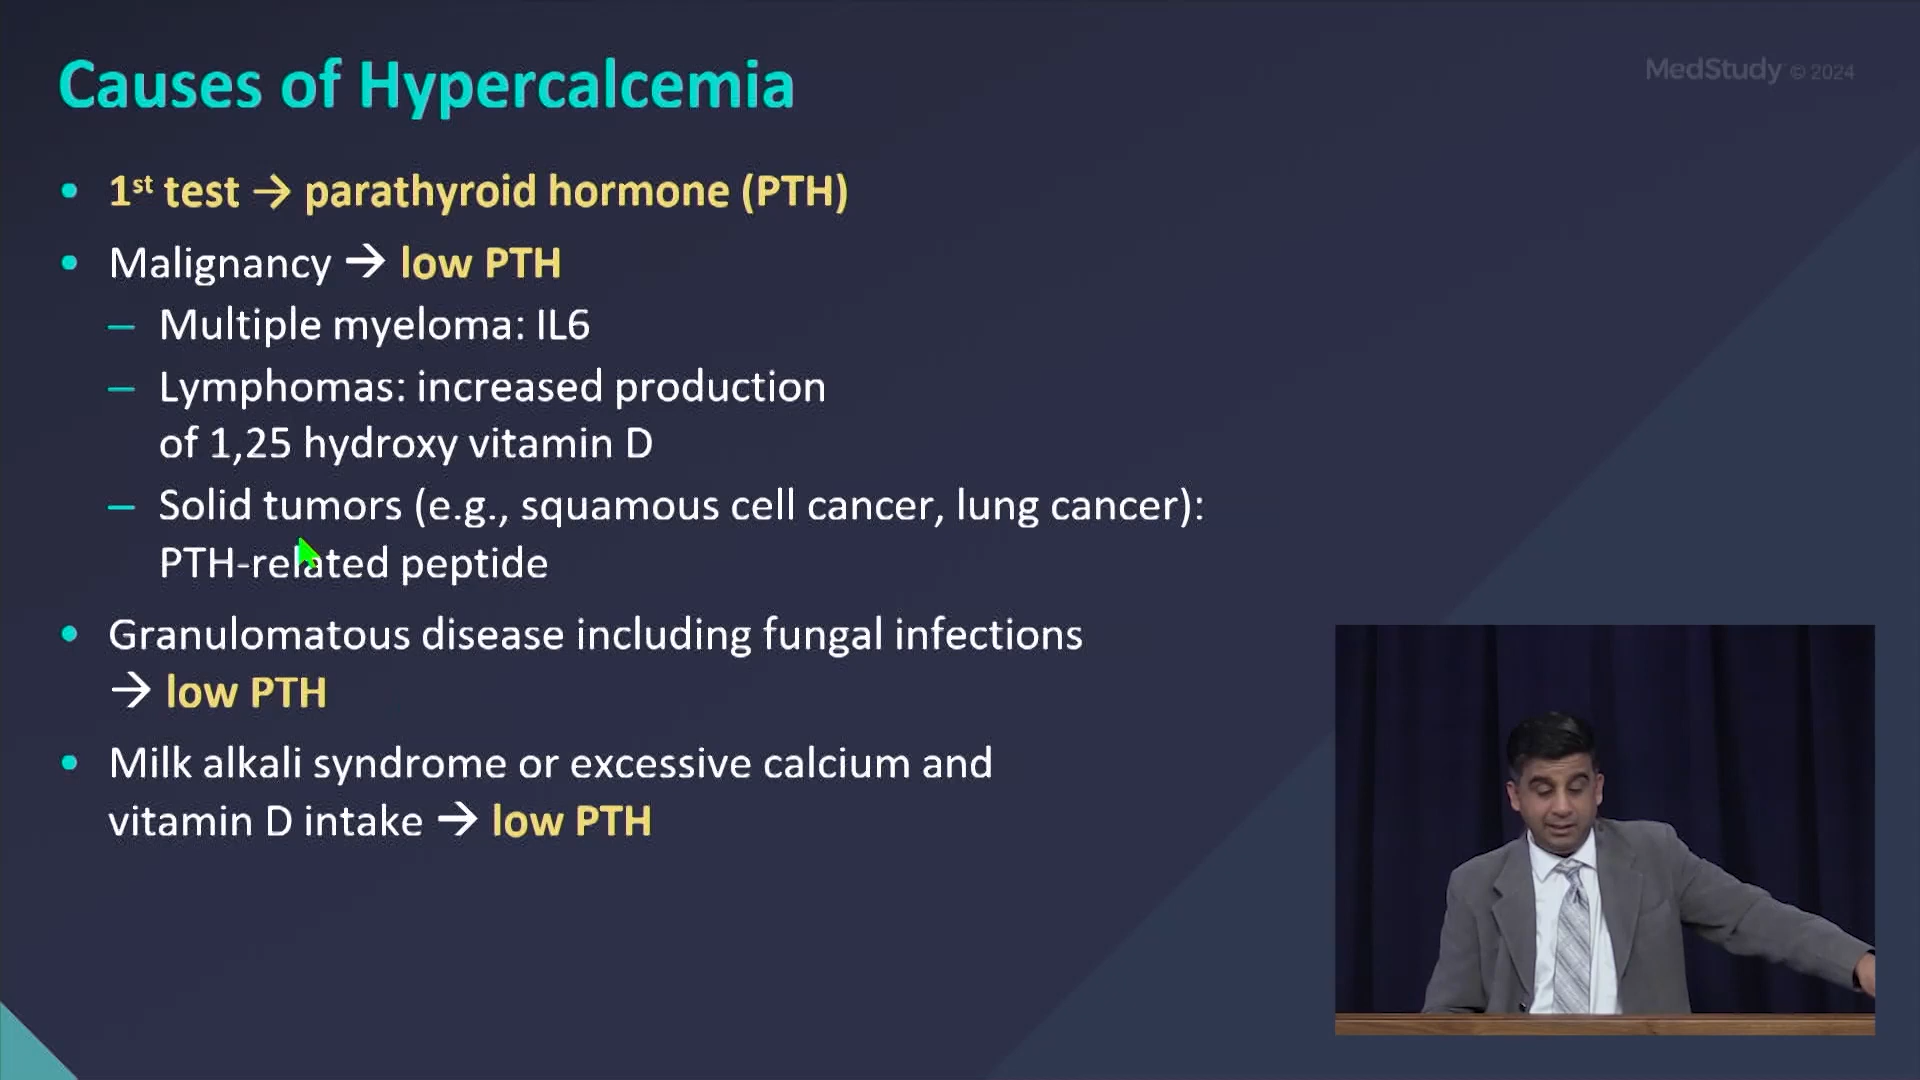 Causes of Hypercalcemia
MedStudy © 2024
• 1st test → parathyroid hormone (PTH)
• Malignancy → low PTH
– Multiple myeloma: IL6
– Lymphomas: increased production
of 1,25 hydroxy vitamin D
– Solid tumors (e.g., squamous cell cancer, lung cancer):
PTH-related peptide
• Granulomatous disease including fungal infections
→ low PTH
• Milk alkali syndrome or excessive calcium and
vitamin D intake → low PTH